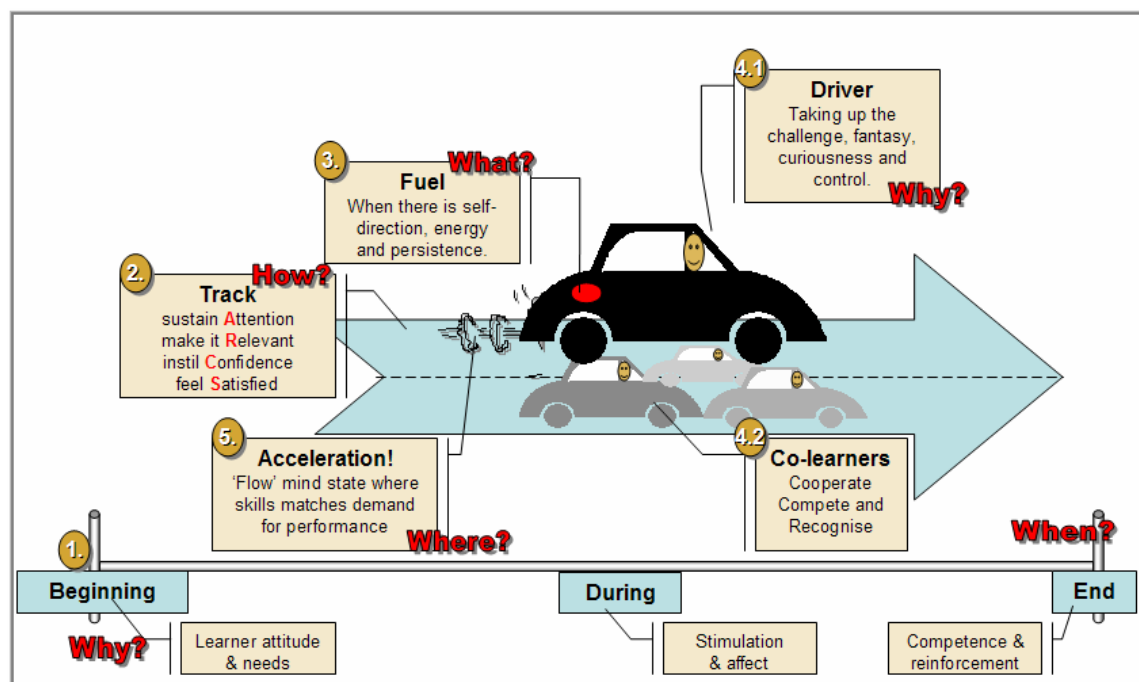 4.1
Driver
Taking up the
challenge, fantasy,
curiousness and
control.
Why?
3.
What?
Fuel
When there is self-
direction, energy
and persistence.
2.
How?
Track
sustain Attention
make it Relevant
instil Confidence
feel Satisfied
5.
Acceleration!
‘Flow’ mind state where
skills matches demand
for performance
Where?
4.2
Co-learners
Cooperate
Compete and
Recognise
When?
1.
Beginning
During
End
Why?
Learner attitude
& needs
Stimulation
& affect
Competence &
reinforcement